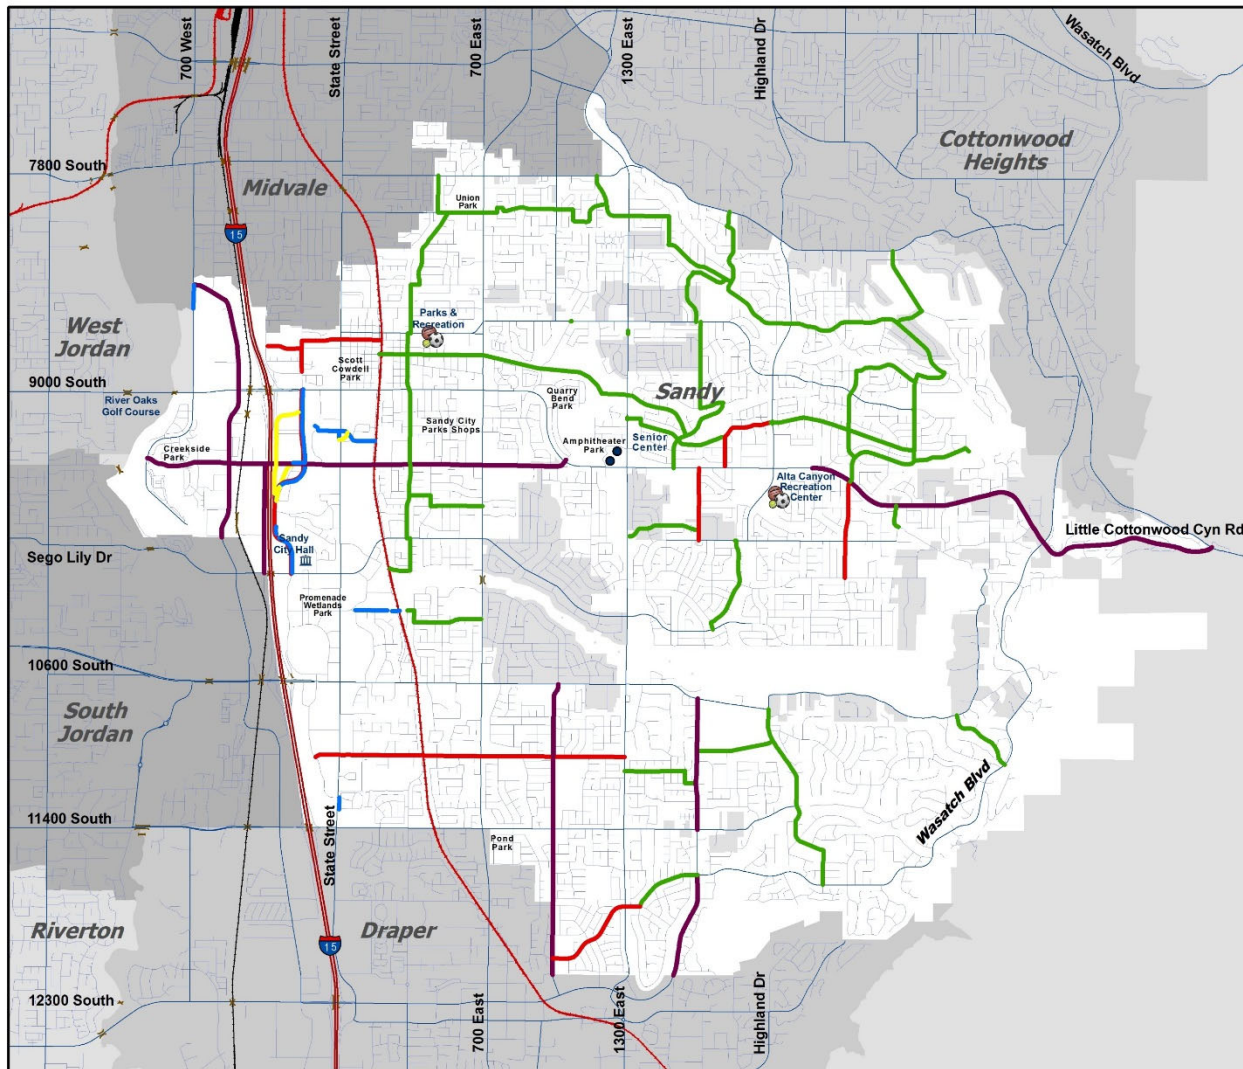 700 West
State Street
700 East
1300 East
Highland Dr
Wasatch Blvd
Cottonwood
Heights
7800 South
Midvale
Union
Park
15
West
Jordan
Parks &
Recreation
Scott
Cowdell
Park
9000 South
River Oaks
Golf Course
Quarry
Bend
Park
Sandy
Sandy City
Parks Shops
Creekside
Park
Amphitheater
Park
Senior
Center
Alta Canyon
Recreation
Center
Little Cottonwood Cyn Rd
Sandy
City Hall
Sego Lily Dr
Promenade
Wetlands
Park
10600 South
South
Jordan
Wasatch Blvd
11400 South
State Street
Pond
Park
Riverton
Draper
15
12300 South
700 East
1300 East
Highland Dr